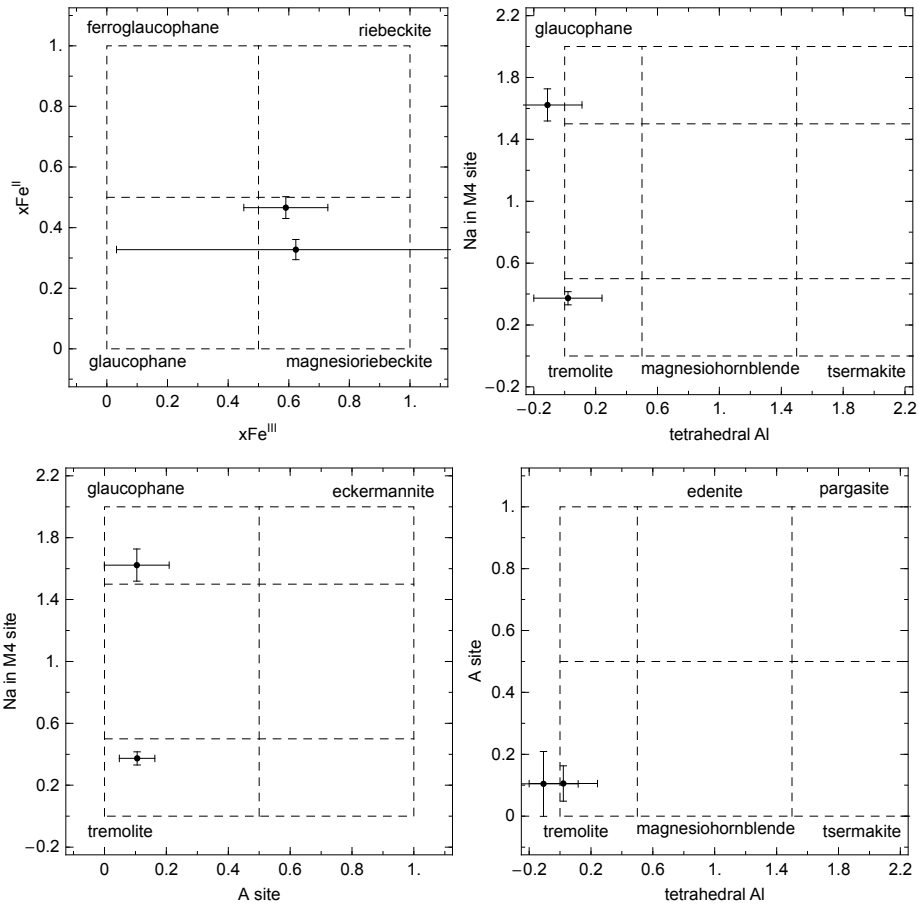 ferroglaucophane riebeckite
1.
0.8
0.6
0.4
0.2
0
xFeII
glaucophane magnesioriebeckite
0 0.2 0.4 0.6 0.8 1.
xFeIII
2.2
glaucophane
1.8
1.4
1.
0.6
0.2
−0.2
Na in M4 site
tremolite magnesiohornblende tsermakite
−0.2 0.2 0.6 1. 1.4 1.8 2.2
tetrahedral Al
2.2
glaucophane eckermannite
1.8
1.4
1.
0.6
0.2
−0.2
Na in M4 site
tremolite
0 0.2 0.4 0.6 0.8 1.
A site
edenite pargasite
1.
0.8
0.6
0.4
0.2
0
A site
tremolite magnesiohornblende tsermakite
−0.2 0.2 0.6 1. 1.4 1.8 2.2
tetrahedral Al